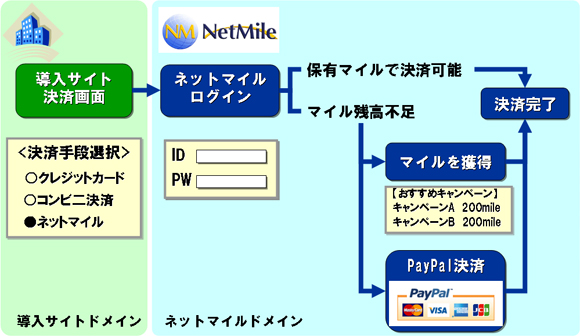 NM NetMile
導入サイト
決済画面
ネットマイル
ログイン
保有マイルで決済可能
マイル残高不足
決済完了
<決済手段選択>
○クレジットカード
○コンビニ決済
●ネットマイル
ID
PW
マイルを獲得
【おすすめキャンペーン】
キャンペーンA 200mile
キャンペーンB 200mile
PayPal決済
PayPal
MasterCard VISA AMEX JCB
導入サイトドメイン
ネットマイルドメイン